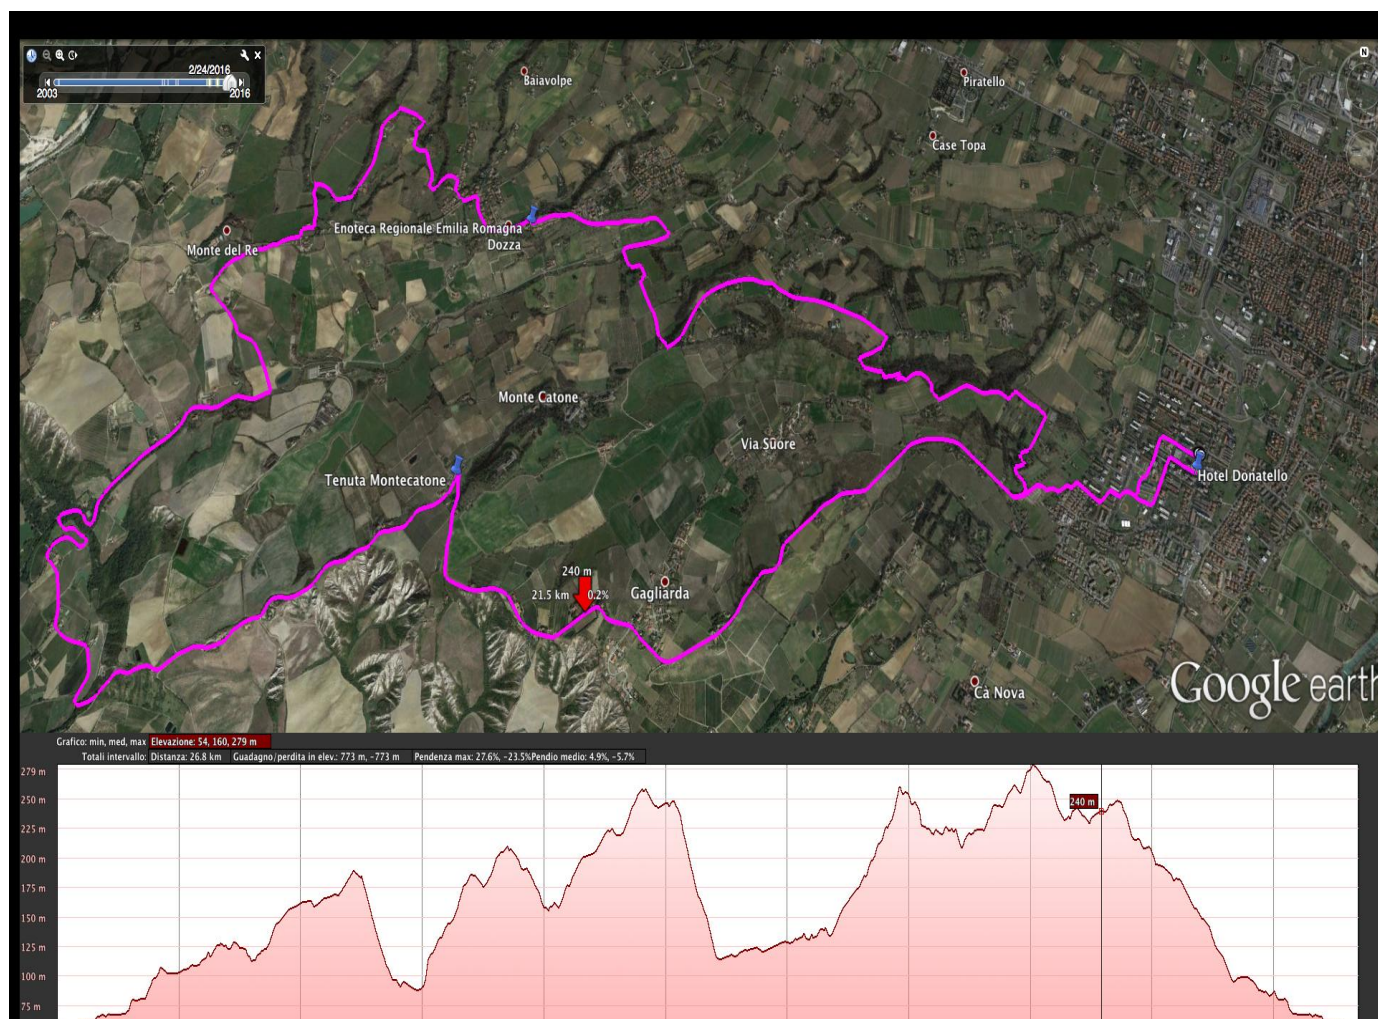 N
2/24/2016
2003
2016
Baiavolpe
Piratello
Case Topa
Enoteca Regionale Emilia Romagna
Dozza
Monte del Re
Monte Catone
Via Suore
Tenuta Montecatone
Hotel Donatello
240 m
21.5 km 0.2%
Gagliarda
Ca Nova
Google earth
Grafico: min, med, max Elevazione: 54, 160, 279 m
Totali intervallo: Distanza: 26.8 km Guadagno/perdita in elev.: 773 m, -773 m Pendenza max: 27.6%, -23.5% Pendio medio: 4.9%, -5.7%
279 m
250 m
240 m
225 m
200 m
175 m
150 m
125 m
100 m
75 m